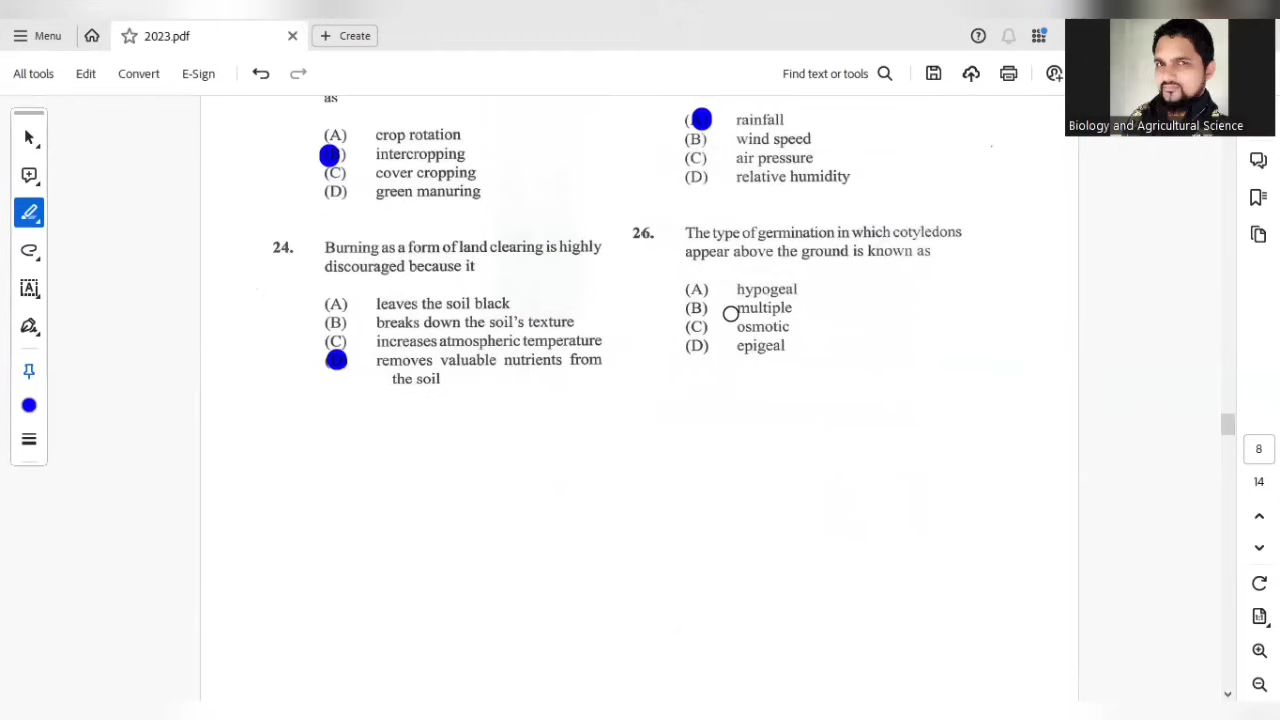 Menu
2023.pdf
Create
All tools
Edit
Convert
E-Sign
Find text or tools
Biology and Agricultural Science
as
(A) crop rotation
intercropping
(C) cover cropping
(D) green manuring
24. Burning as a form of land clearing is highly
discouraged because it
(A) leaves the soil black
(B) breaks down the soil's texture
(C) increases atmospheric temperature
removes valuable nutrients from
the soil
rainfall
(B) wind speed
(C) air pressure
(D) relative humidity
26. The type of germination in which cotyledons
appear above the ground is known as
(A) hypogeal
(B) multiple
(C) osmotic
(D) epigeal
8
14